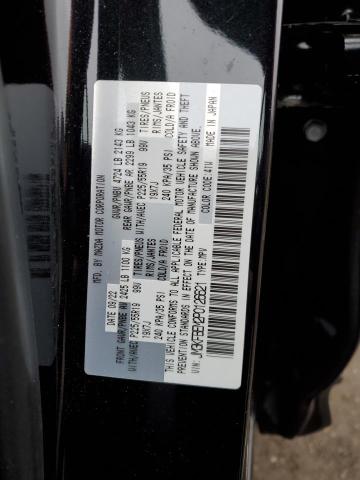 MFD. BY MAZDA MOTOR CORPORATION
DATE: 09/22 GVWR/PNBV 4724 LB 2143 KG
FRONT GAWR/PNBE AV 2425 LB 1100 KG REAR GAWR/PNBE AR 2299 LB 1043 KG
WITH/AVEC P225/55R19 99V TIRES/PNEUS WITH/AVEC P225/55R19 99V TIRES/PNEUS
19X7J RIMS/JANTES 19X7J RIMS/JANTES
240 KPA/35 PSI COLD/A FROID 240 KPA/35 PSI COLD/A FROID
THIS VEHICLE CONFORMS TO ALL APPLICABLE FEDERAL MOTOR VEHICLE SAFETY AND THEFT PREVENTION
STANDARDS IN EFFECT ON THE DATE OF MANUFACTURE SHOWN ABOVE.
TYPE:MPV COLOR/COULEUR 41W MADE IN JAPAN